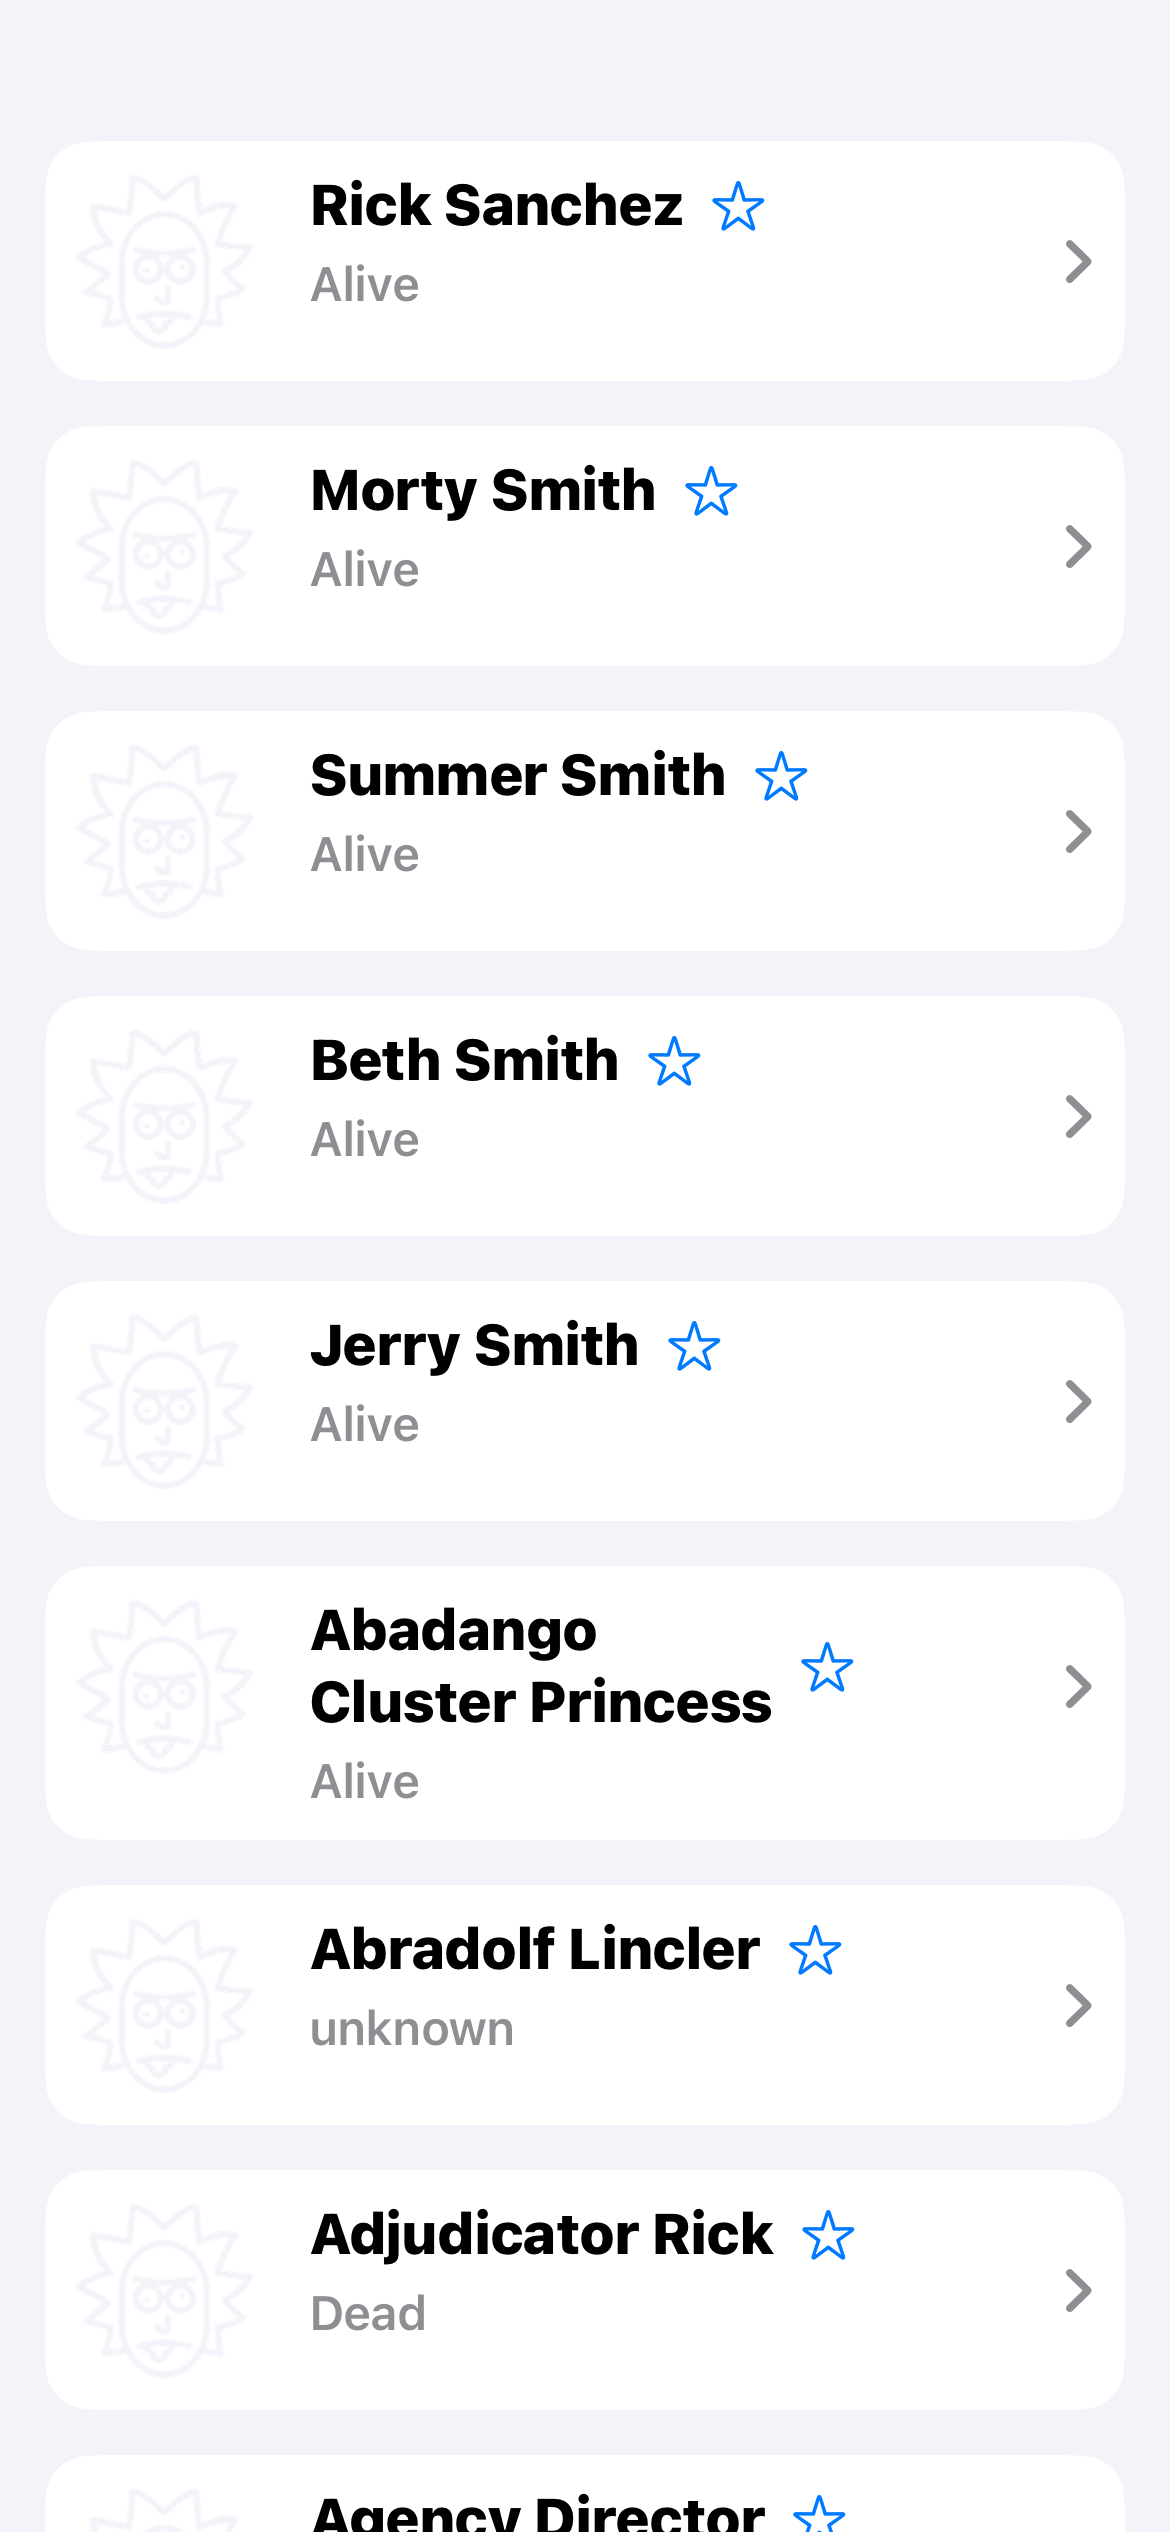 Rick Sanchez
Alive
Morty Smith
Alive
Summer Smith
Alive
Beth Smith
Alive
Jerry Smith
Alive
Abadango
Cluster Princess
Alive
Abradolf Lincler
unknown
Adjudicator Rick
Dead
Agency Director